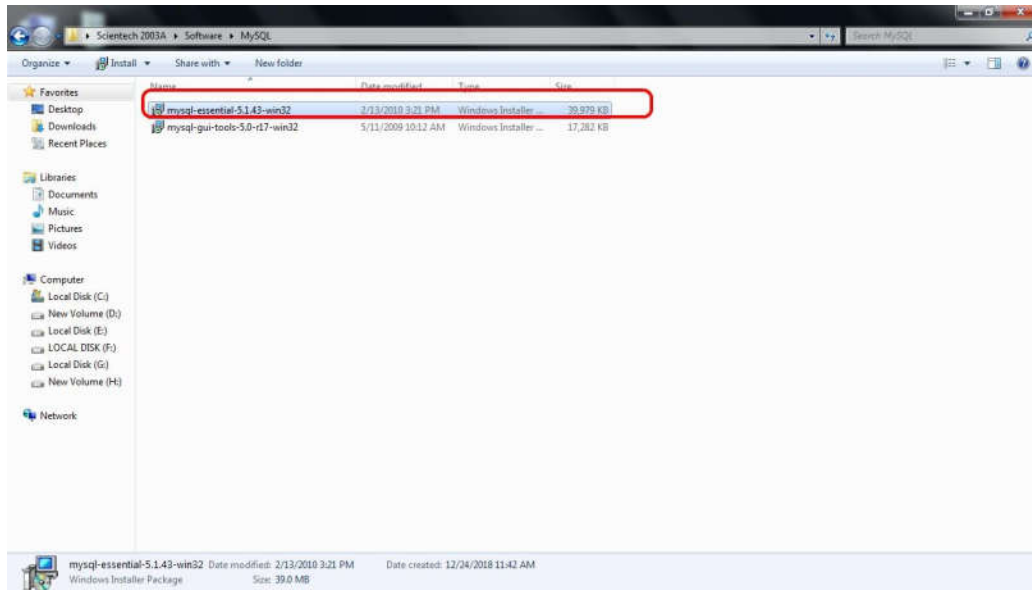 Scientech 2003A Software MySQL
Search MySQL
Organize Install Share with New folder
Name Date modified Type Size
Favorites
Desktop
Downloads
Recent Places
Libraries
Documents
Music
Pictures
Videos
Computer
Local Disk (C:)
New Volume (D:)
Local Disk (E:)
LOCAL DISK (F:)
Local Disk (G:)
New Volume (H:)
Network
mysql-essential-5.1.43-win32 2/13/2010 3:21 PM Windows Installer ... 39,979 KB
mysql-gui-tools-5.0-r17-win32 5/11/2009 10:12 AM Windows Installer ... 17,282 KB
mysql-essential-5.1.43-win32 Date modified: 2/13/2010 3:21 PM Date created: 12/24/2018 11:42 AM
Windows Installer Package Size: 39.0 MB